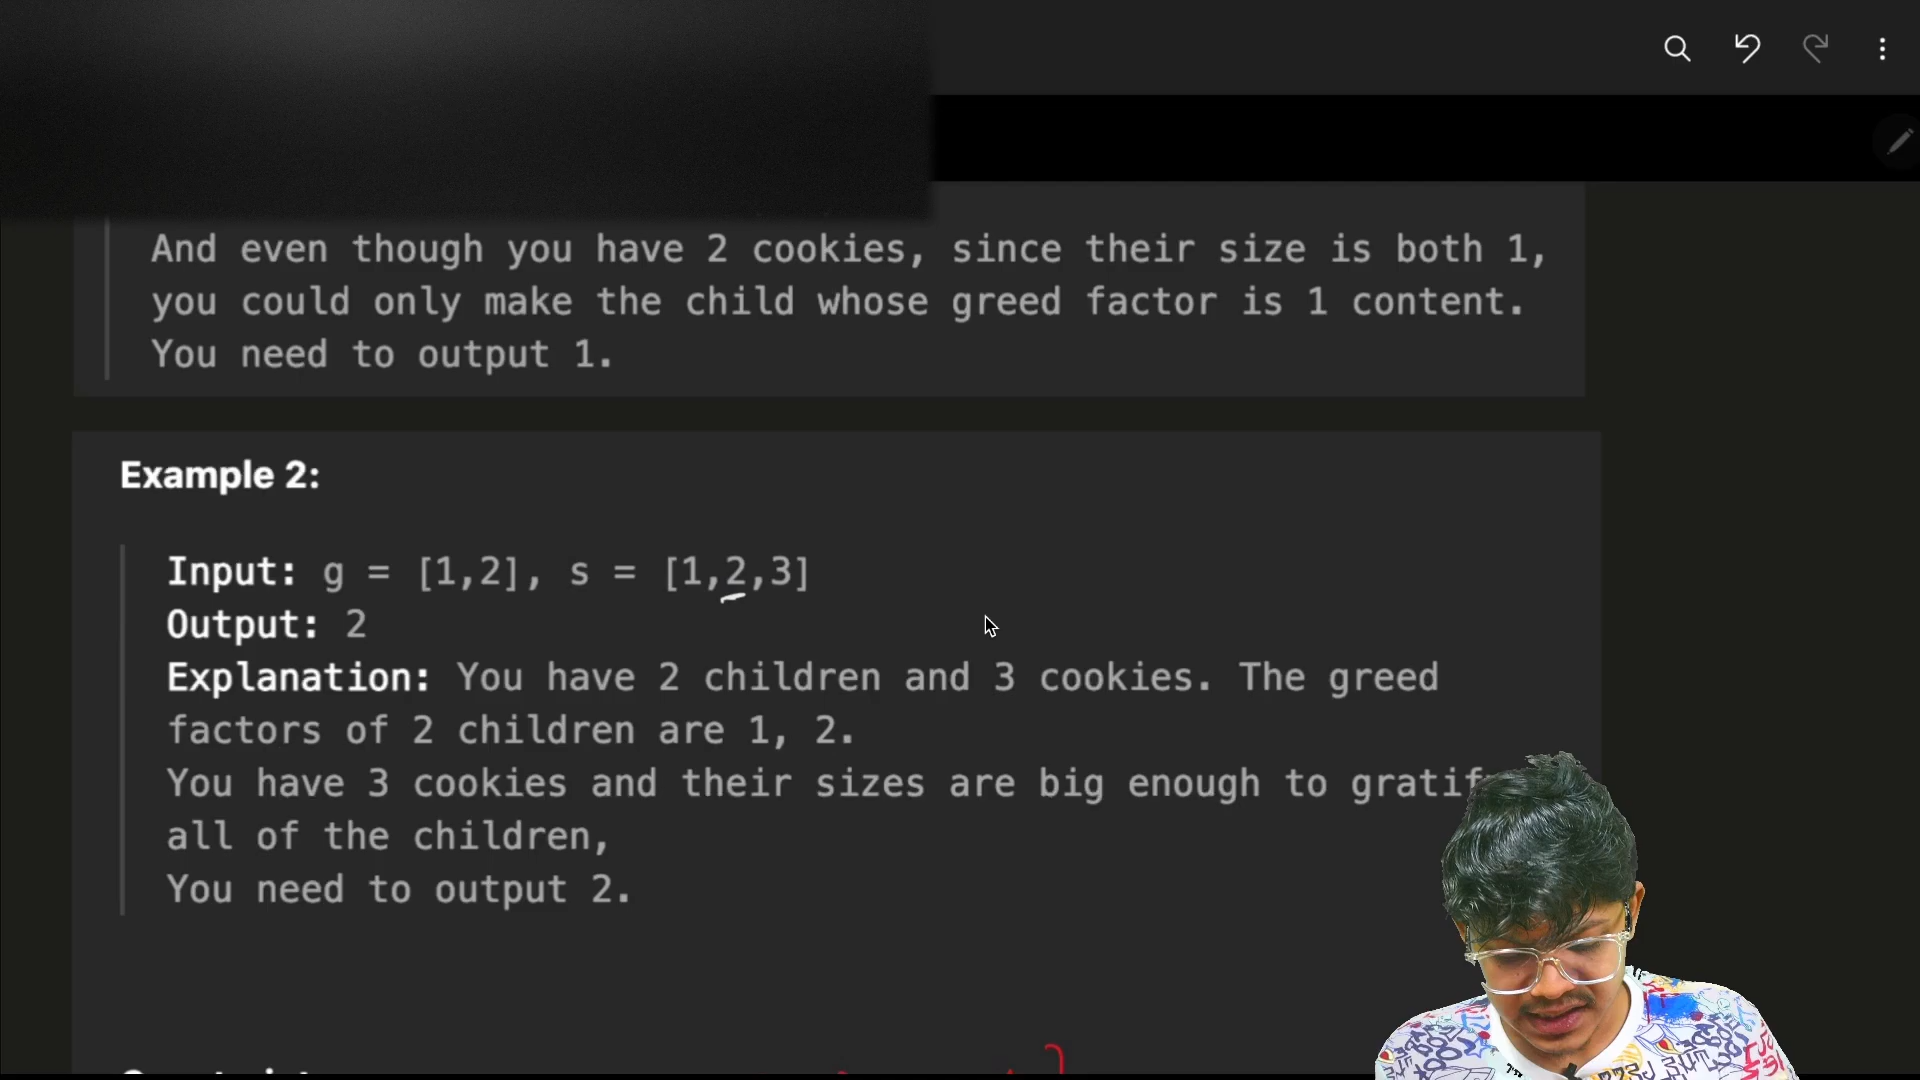 And even though you have 2 cookies, since their size is both 1,
you could only make the child whose greed factor is 1 content.
You need to output 1.
Example 2:
Input: g = [1,2], s = [1,2,3]
Output: 2
Explanation: You have 2 children and 3 cookies. The greed
factors of 2 children are 1, 2.
You have 3 cookies and their sizes are big enough to
all of the children,
You need to output 2.